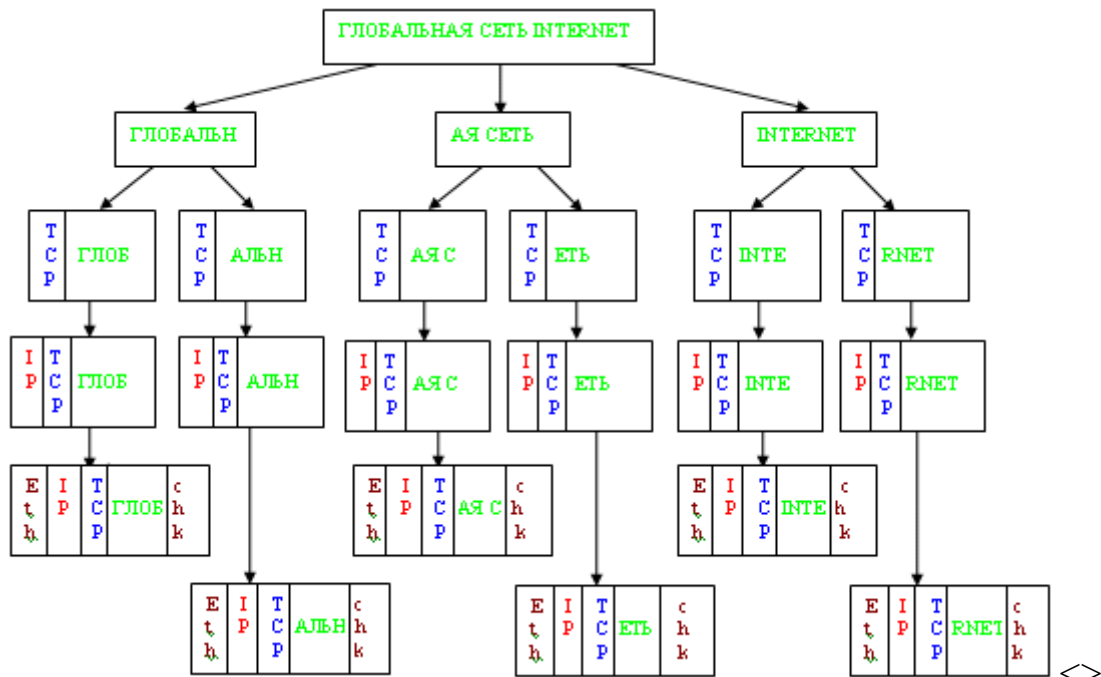 ГЛОБАЛЬНАЯ СЕТЬ INTERNET
ГЛОБАЛЬН
АЯ СЕТЬ
INTERNET
TCP ГЛОБ
TCP АЛЬН
TCP АЯ С
TCP ЕТЬ
TCP INTE
TCP RNET
IP TCP ГЛОБ
IP TCP АЛЬН
IP TCP АЯ С
IP TCP ЕТЬ
IP TCP INTE
IP TCP RNET
Eth IP TCP ГЛОБ chk
Eth IP TCP АЯ С chk
Eth IP TCP INTE chk
Eth IP TCP АЛЬН chk
Eth IP TCP ЕТЬ chk
Eth IP TCP RNET chk
<>